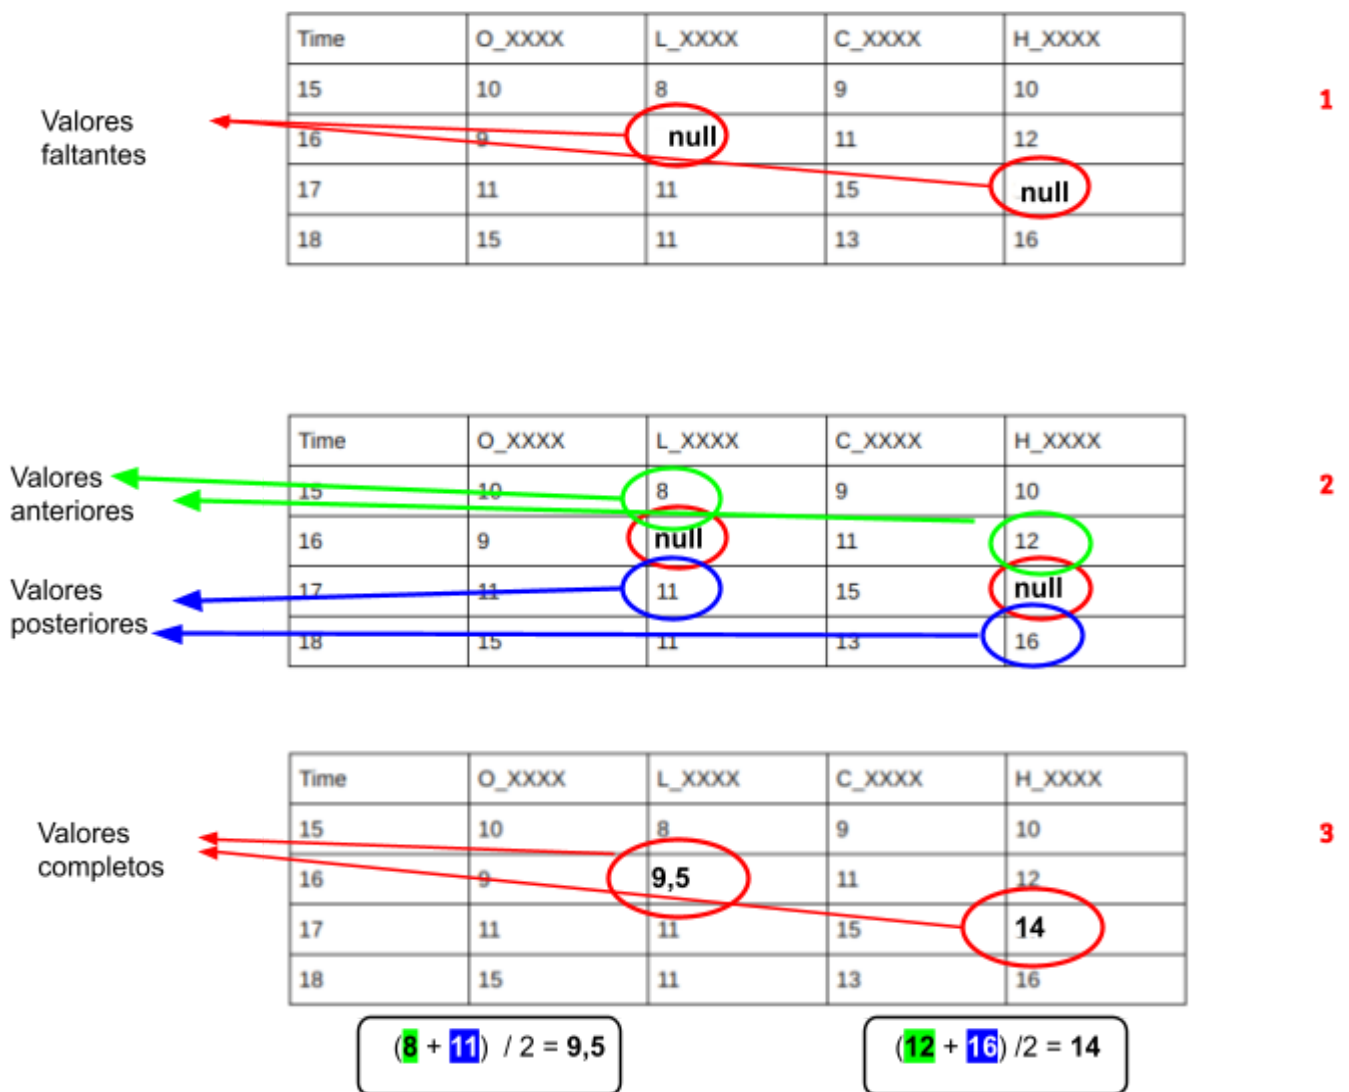 Time O_XXXX L_XXXX C_XXXX H_XXXX
15 10 8 9 10
1
Valores
faltantes
16 9 null 11 12
17 11 11 15 null
18 15 11 13 16
Time O_XXXX L_XXXX C_XXXX H_XXXX
Valores
anteriores
15 10 8 9 10
2
16 9 null 11 12
Valores
posteriores
17 11 11 15 null
18 15 11 13 16
Time O_XXXX L_XXXX C_XXXX H_XXXX
Valores
completos
15 10 8 9 10
3
16 9 9,5 11 12
17 11 11 15 14
18 15 11 13 16
(8 + 11) / 2 = 9,5
(12 + 16) /2 = 14